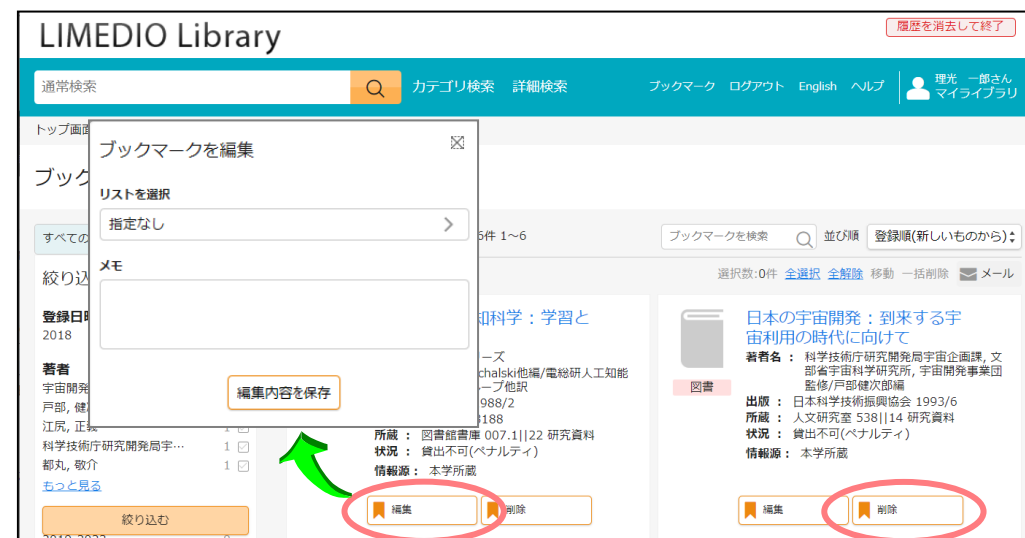 LIMEDIO Library
履歴を消去して終了
通常検索
カテゴリ検索 詳細検索
ブックマーク ログアウト English ヘルプ
理光 一郎さん
マイライブラリ
トップ画面
ブック
ブックマークを編集
リストを選択
指定なし
メモ
編集内容を保存
すべての
6件 1~6
ブックマークを検索
並び順 登録順(新しいものから)
絞り込
選択数:0件 全選択 全解除 移動 一括削除 メール
登録日時
2018
著者
宇宙開発
戸部, 健
江尻, 正義 1
科学技術庁研究開発局宇… 1
都丸, 敬介 1
もっと見る
絞り込む
知科学:学習と
ーズ
chalski他編/電総研人工知能
ープ他訳
988/2
188
所蔵 : 図書館書庫 007.1||22 研究資料
状況 : 貸出不可(ペナルティ)
情報源 : 本学所蔵
編集
削除
図書
日本の宇宙開発:到来する宇
宙利用の時代に向けて
著者名 : 科学技術庁研究開発局宇宙企画課, 文
部省宇宙科学研究所, 宇宙開発事業団
監修/戸部健次郎編
出版 : 日本科学技術振興協会 1993/6
所蔵 : 人文研究室 538||14 研究資料
状況 : 貸出不可(ペナルティ)
情報源 : 本学所蔵
編集
削除